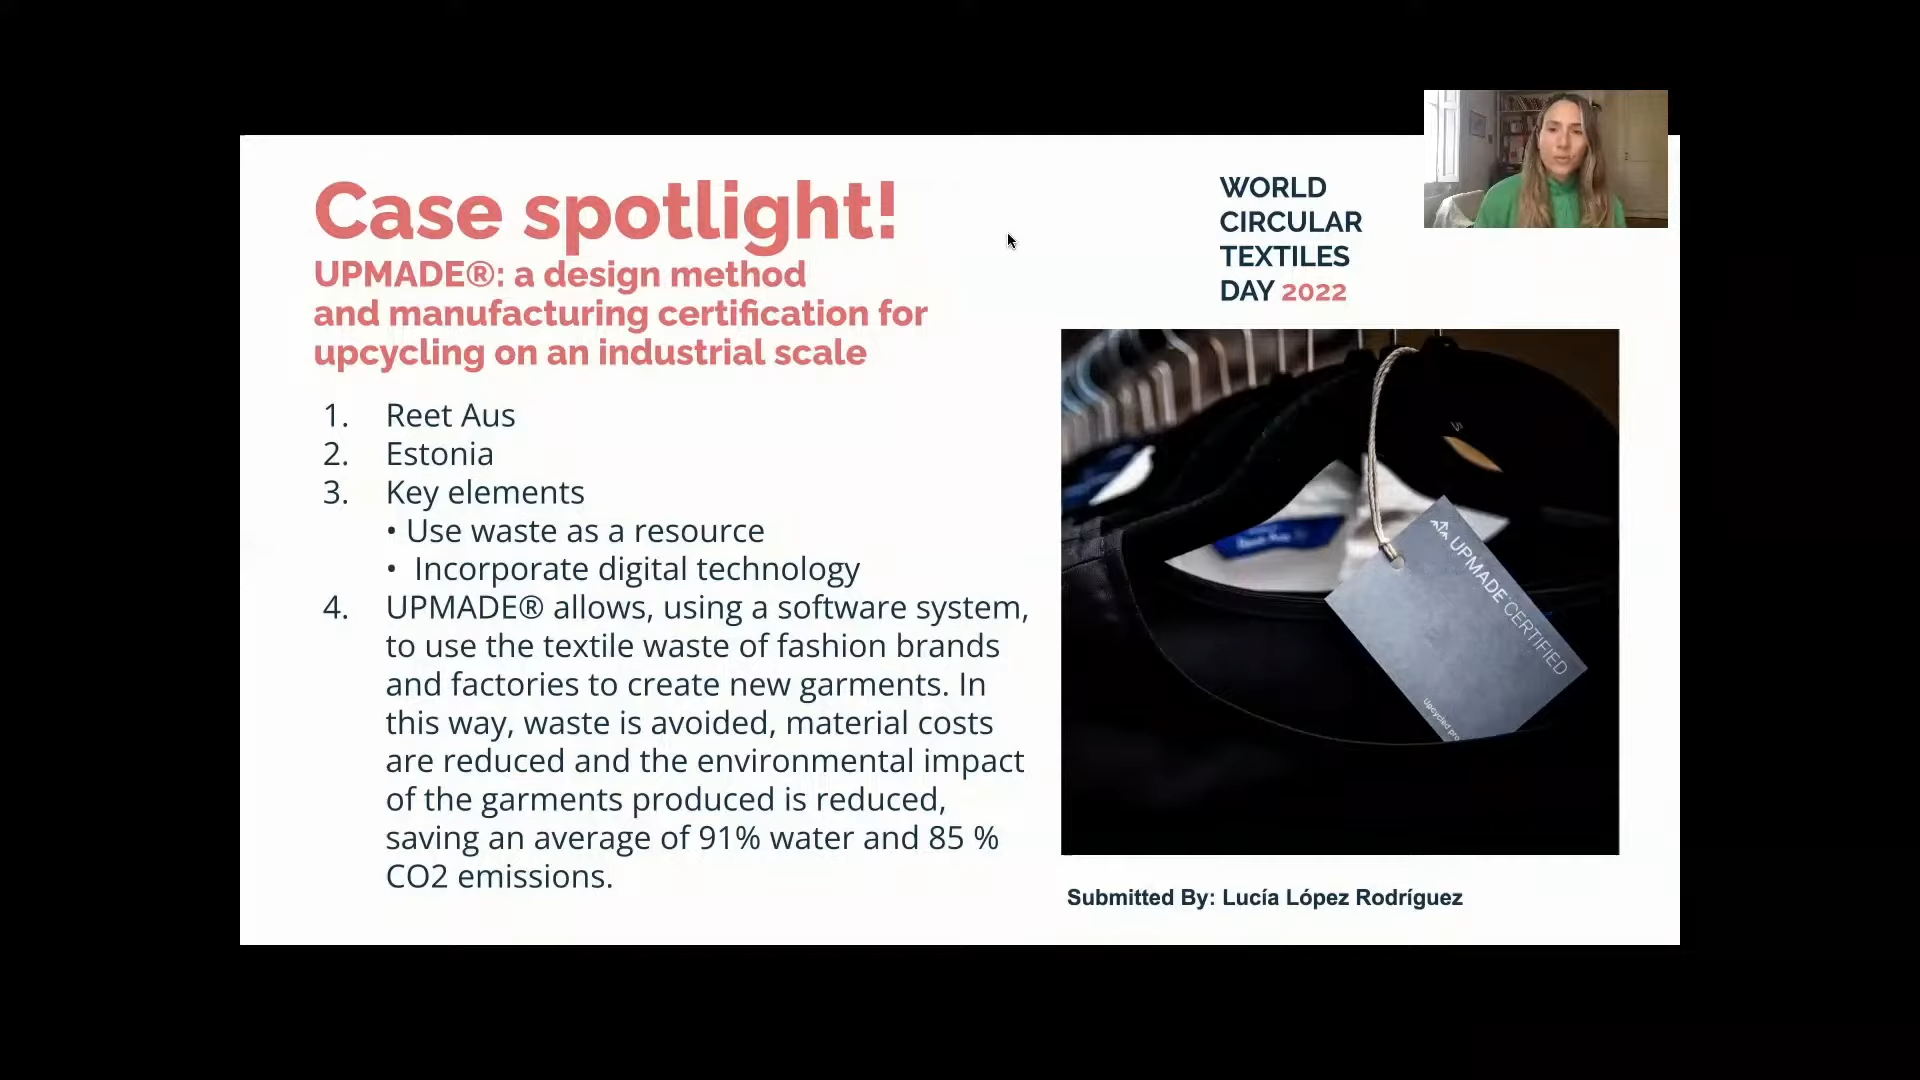 Case spotlight!
UPMADE®: a design method
and manufacturing certification for
upcycling on an industrial scale
WORLD
CIRCULAR
TEXTILES
DAY 2022
1. Reet Aus
2. Estonia
3. Key elements
• Use waste as a resource
• Incorporate digital technology
4. UPMADE® allows, using a software system,
to use the textile waste of fashion brands
and factories to create new garments. In
this way, waste is avoided, material costs
are reduced and the environmental impact
of the garments produced is reduced,
saving an average of 91% water and 85 %
CO2 emissions.
UPMADE CERTIFIED
Upcycled
Submitted By: Lucía López Rodríguez